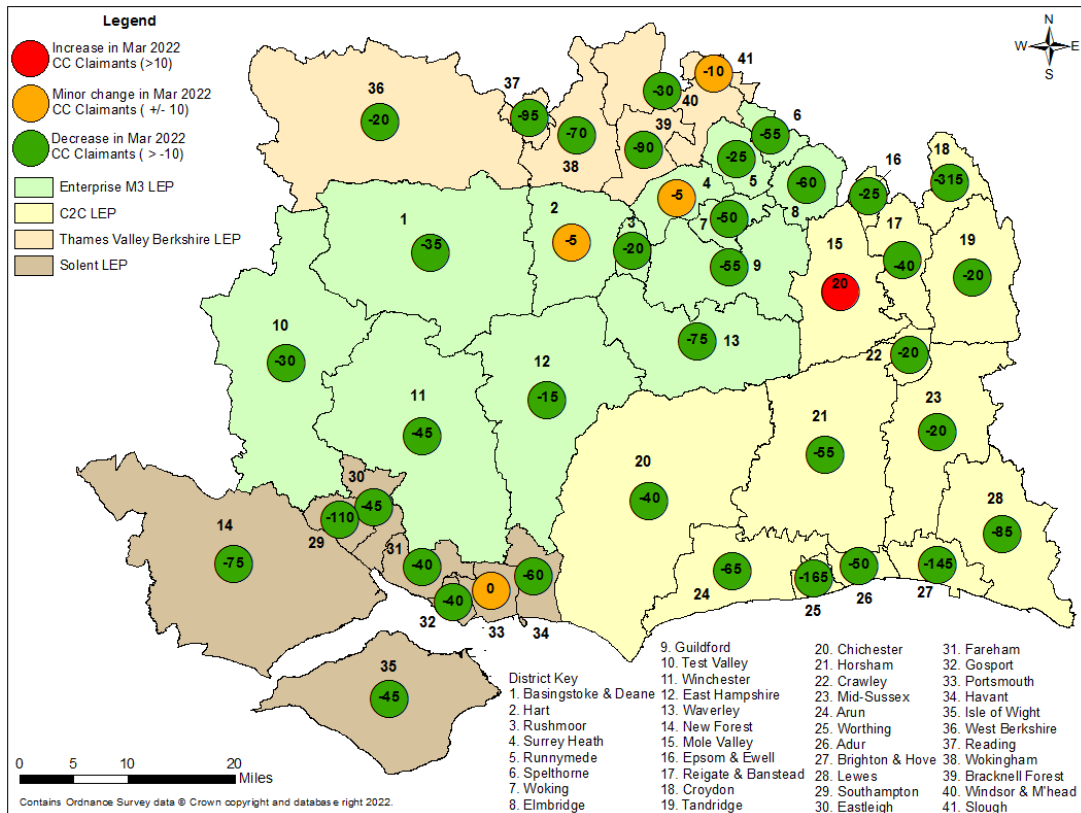 Legend
Increase in Mar 2022
CC Claimants (>10)
Minor change in Mar 2022
CC Claimants ( +/- 10)
Decrease in Mar 2022
CC Claimants ( > -10)
Enterprise M3 LEP
C2C LEP
Thames Valley Berkshire LEP
Solent LEP
N
W E
S
36
-20
37
-95
-70
38
-30
40
-10
41
39
-90
-55
6
-25
5
-60
8
4
-5
7
-50
3
-20
-55
9
1
-35
2
-5
16
-25
18
-315
17
-40
19
-20
15
20
10
-30
11
-45
12
-15
-75
13
22
-20
23
-20
21
-55
20
-40
28
-85
14
-75
30
-45
-110
29
31
-40
-40
32
0
33
-60
34
-65
24
-165
25
-50
26
-145
27
35
-45
District Key
1. Basingstoke & Deane
2. Hart
3. Rushmoor
4. Surrey Heath
5. Runnymede
6. Spelthorne
7. Woking
8. Elmbridge
9. Guildford
10. Test Valley
11. Winchester
12. East Hampshire
13. Waverley
14. New Forest
15. Mole Valley
16. Epsom & Ewell
17. Reigate & Banstead
18. Croydon
19. Tandridge
20. Chichester
21. Horsham
22. Crawley
23. Mid-Sussex
24. Arun
25. Worthing
26. Adur
27. Brighton & Hove
28. Lewes
29. Southampton
30. Eastleigh
31. Fareham
32. Gosport
33. Portsmouth
34. Havant
35. Isle of Wight
36. West Berkshire
37. Reading
38. Wokingham
39. Bracknell Forest
40. Windsor & M'head
41. Slough
0 5 10 20
Miles
Contains Ordnance Survey data © Crown copyright and database right 2022.